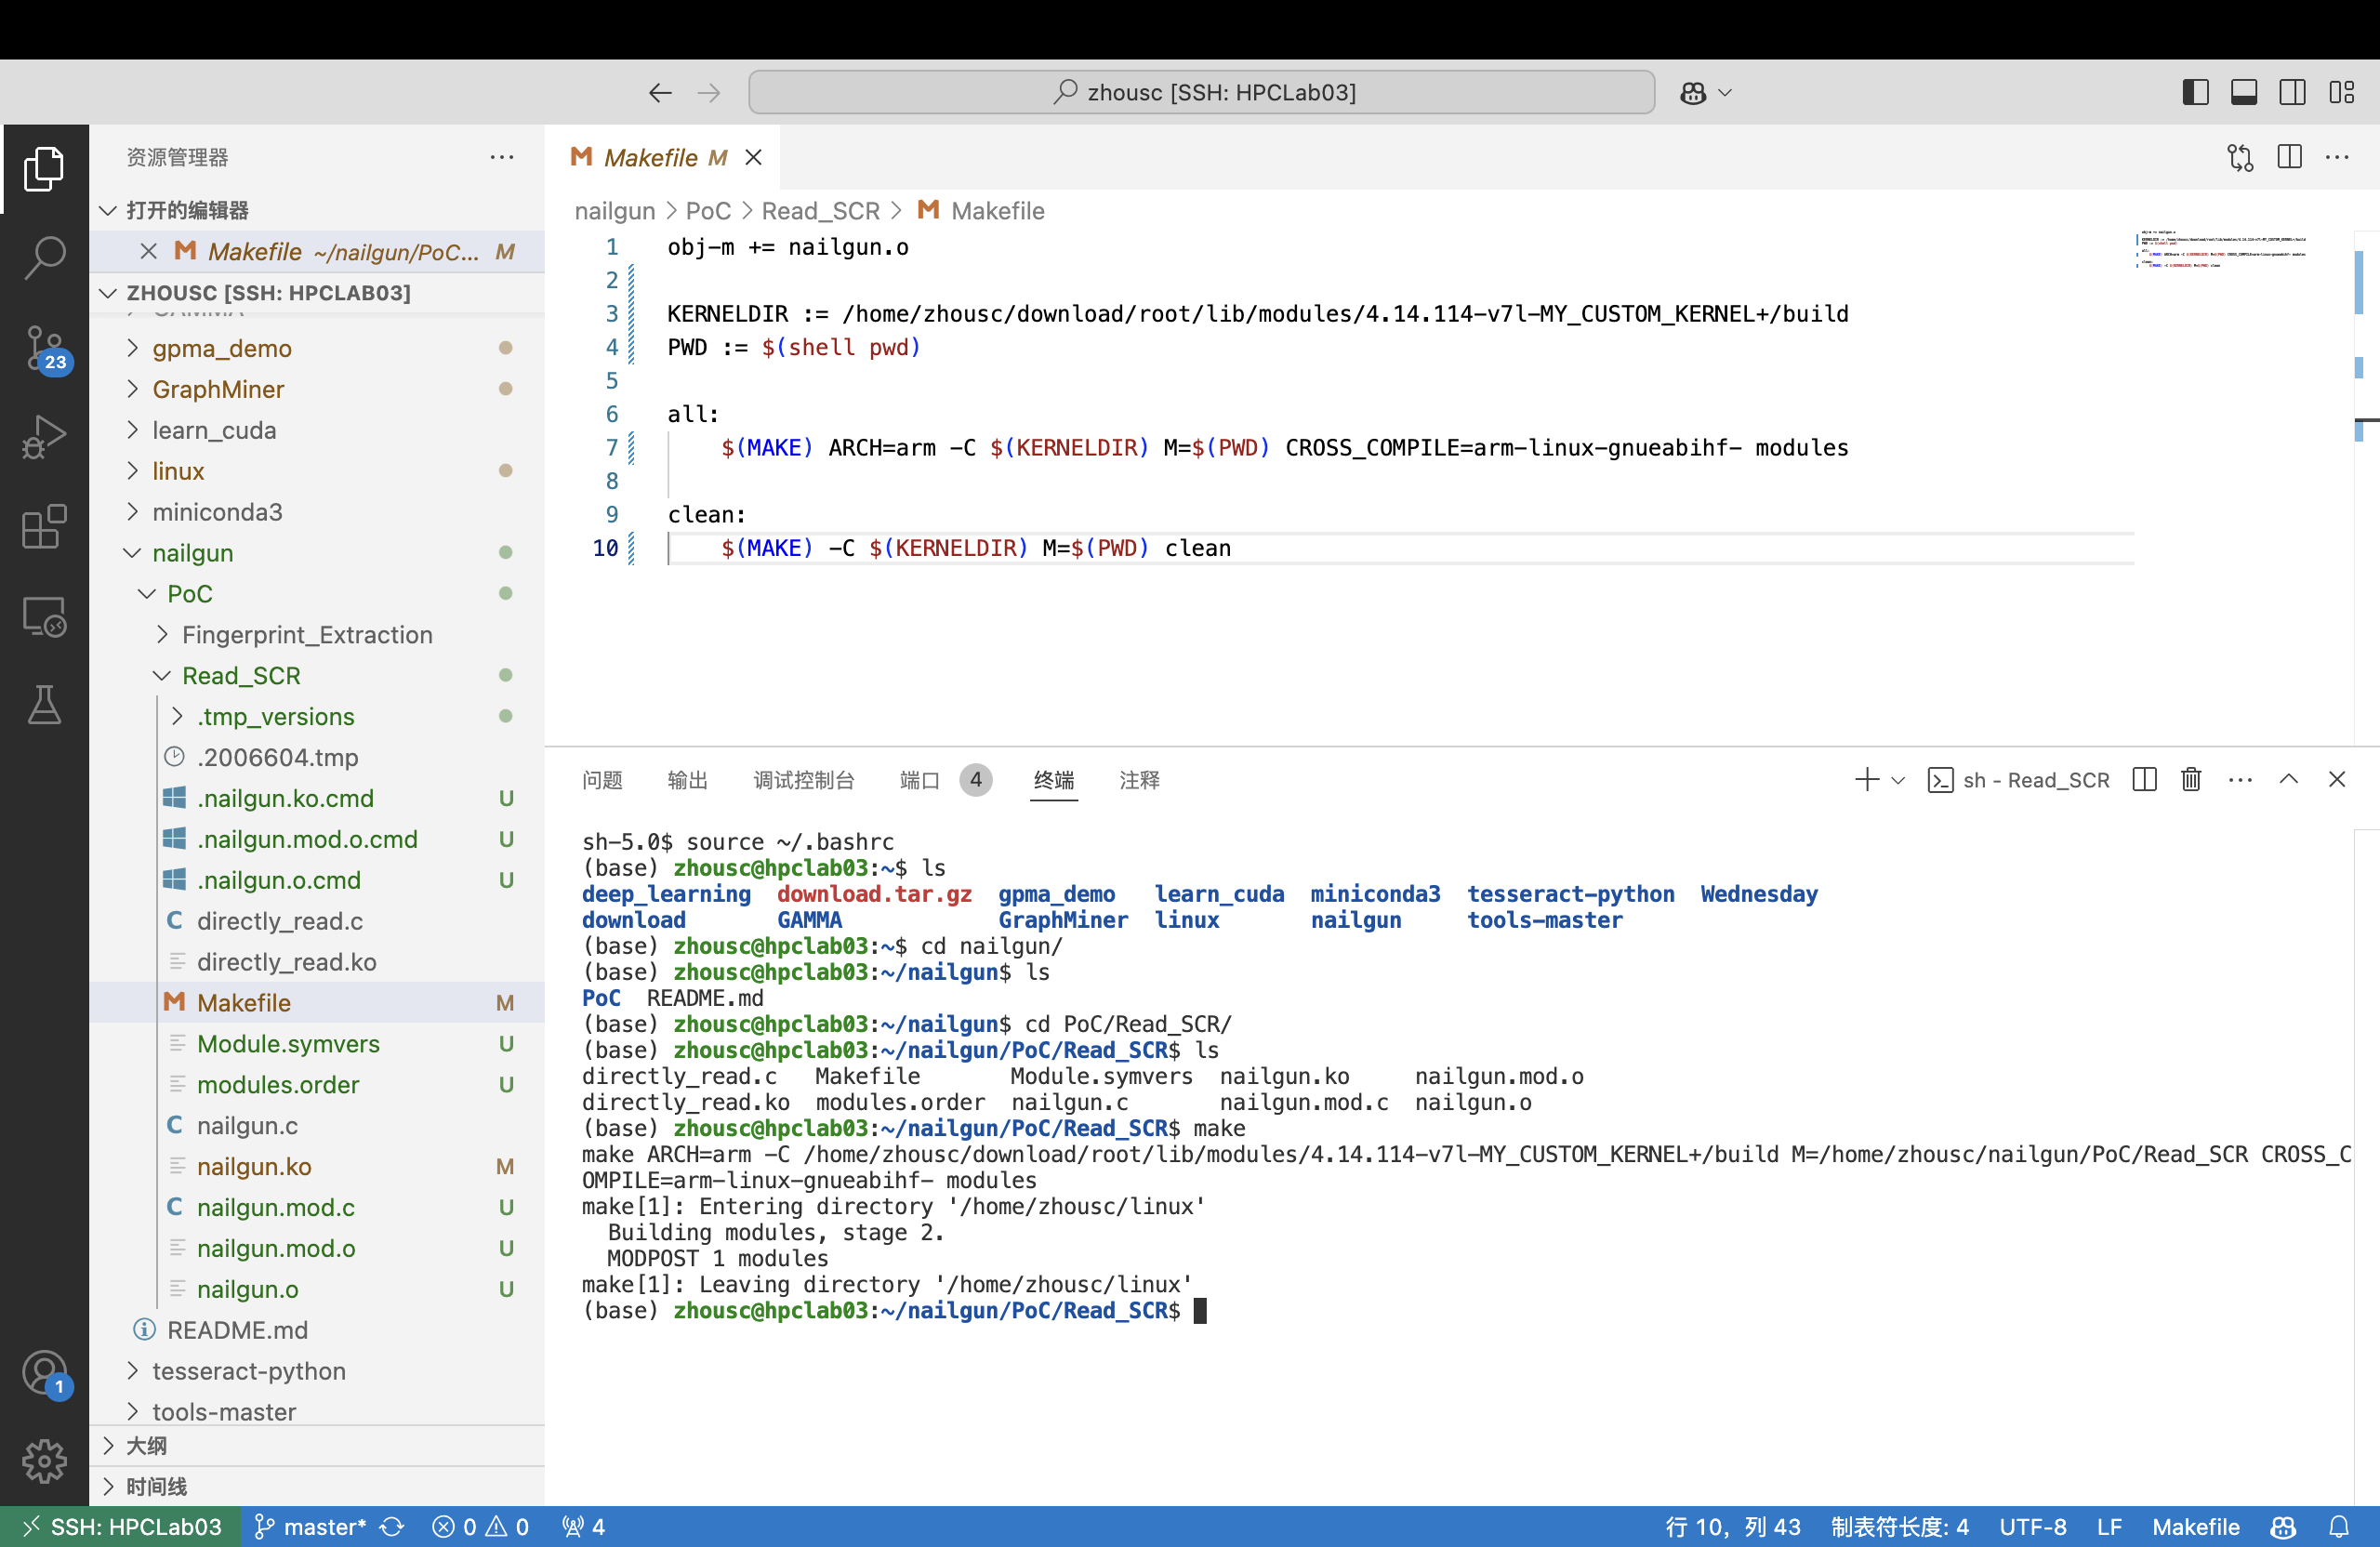 zhousc [SSH: HPCLab03]
资源管理器
打开的编辑器
Makefile ~/nailgun/PoC... M
ZHOUSC [SSH: HPCLAB03]
gpma_demo
GraphMiner
learn_cuda
linux
miniconda3
nailgun
PoC
Fingerprint_Extraction
Read_SCR
.tmp_versions
.2006604.tmp
.nailgun.ko.cmd U
.nailgun.mod.o.cmd U
.nailgun.o.cmd U
directly_read.c
directly_read.ko
Makefile M
Module.symvers U
modules.order U
nailgun.c
nailgun.ko M
nailgun.mod.c U
nailgun.mod.o U
nailgun.o U
README.md
tesseract-python
tools-master
大纲
时间线
23
1
Makefile M
nailgun > PoC > Read_SCR > Makefile
1 obj-m += nailgun.o
2
3 KERNELDIR := /home/zhousc/download/root/lib/modules/4.14.114-v7l-MY_CUSTOM_KERNEL+/build
4 PWD := $(shell pwd)
5
6 all:
7 $(MAKE) ARCH=arm -C $(KERNELDIR) M=$(PWD) CROSS_COMPILE=arm-linux-gnueabihf- modules
8
9 clean:
10 $(MAKE) -C $(KERNELDIR) M=$(PWD) clean
问题 输出 调试控制台 端口 4 终端 注释
sh - Read_SCR
sh-5.0$ source ~/.bashrc
(base) zhousc@hpclab03:~$ ls
deep_learning download.tar.gz gpma_demo learn_cuda miniconda3 tesseract-python Wednesday
download GAMMA GraphMiner linux nailgun tools-master
(base) zhousc@hpclab03:~$ cd nailgun/
(base) zhousc@hpclab03:~/nailgun$ ls
PoC README.md
(base) zhousc@hpclab03:~/nailgun$ cd PoC/Read_SCR/
(base) zhousc@hpclab03:~/nailgun/PoC/Read_SCR$ ls
directly_read.c Makefile Module.symvers nailgun.ko nailgun.mod.o
directly_read.ko modules.order nailgun.c nailgun.mod.c nailgun.o
(base) zhousc@hpclab03:~/nailgun/PoC/Read_SCR$ make
make ARCH=arm -C /home/zhousc/download/root/lib/modules/4.14.114-v7l-MY_CUSTOM_KERNEL+/build M=/home/zhousc/nailgun/PoC/Read_SCR CROSS_C
OMPILE=arm-linux-gnueabihf- modules
make[1]: Entering directory '/home/zhousc/linux'
Building modules, stage 2.
MODPOST 1 modules
make[1]: Leaving directory '/home/zhousc/linux'
(base) zhousc@hpclab03:~/nailgun/PoC/Read_SCR$
SSH: HPCLab03 master* 0 0 4 行 10，列 43 制表符长度: 4 UTF-8 LF Makefile